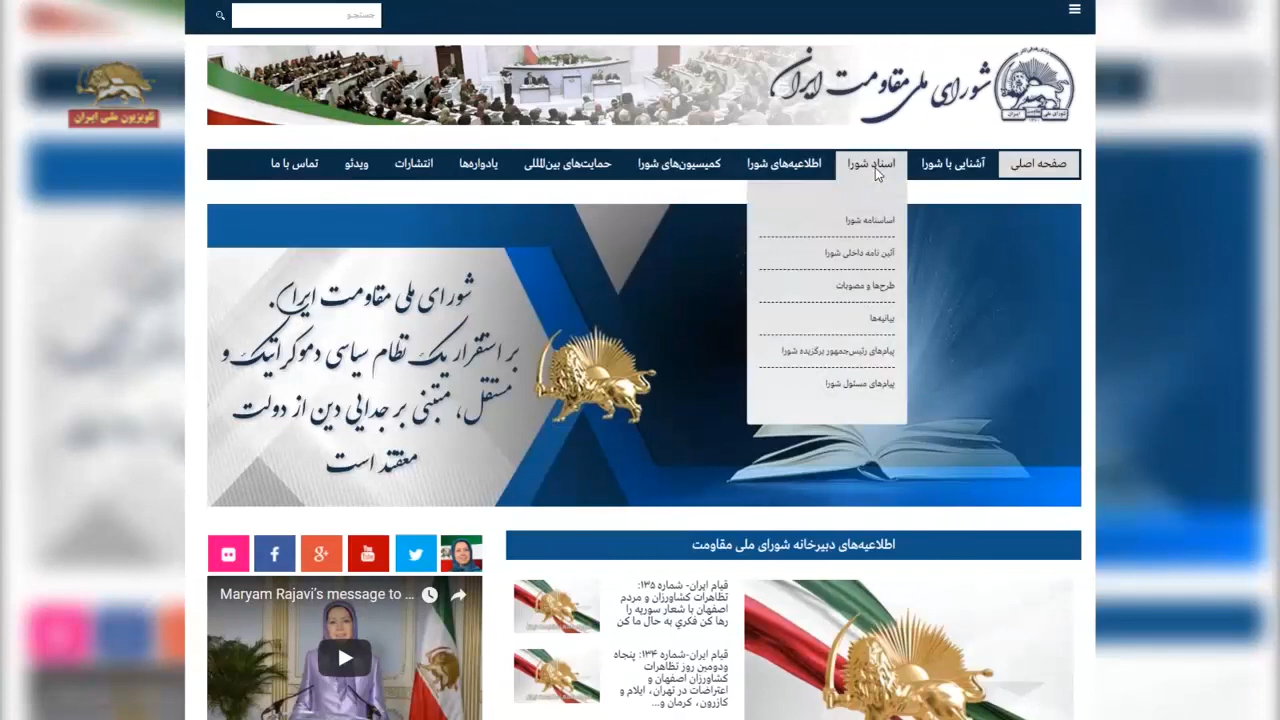 جستجو
شورای ملی مقاومت ایران
تلویزیون ملی ایران
صفحه اصلی
آشنایی با شورا
اسناد شورا
اطلاعیه‌های شورا
کمیسیون‌های شورا
حمایت‌های بین‌المللی
یادواره‌ها
انتشارات
ویدئو
تماس با ما
اساسنامه شورا
آئین نامه داخلی شورا
طرح‌ها و مصوبات
بیانیه‌ها
پیام‌های رئیس‌جمهور برگزیده شورا
پیام‌های مسئول شورا
شورای ملی مقاومت ایران.
بر استقرار یک نظام سیاسی دموکراتیک و
مستقل، مبتنی بر جدایی دین از دولت
معقتد است
اطلاعیه‌های دبیرخانه شورای ملی مقاومت
قیام ایران- شماره ۱۳۵:
تظاهرات کشاورزان و مردم
اصفهان با شعار سوریه را
رها کن فکري به حال ما کن
قیام ایران-شماره ۱۳۴: پنجاه
ودومین روز تظاهرات
کشاورزان اصفهان و
اعتراضات در تهران، ایلام و
کازرون، کرمان و...
Maryam Rajavi's message to ...